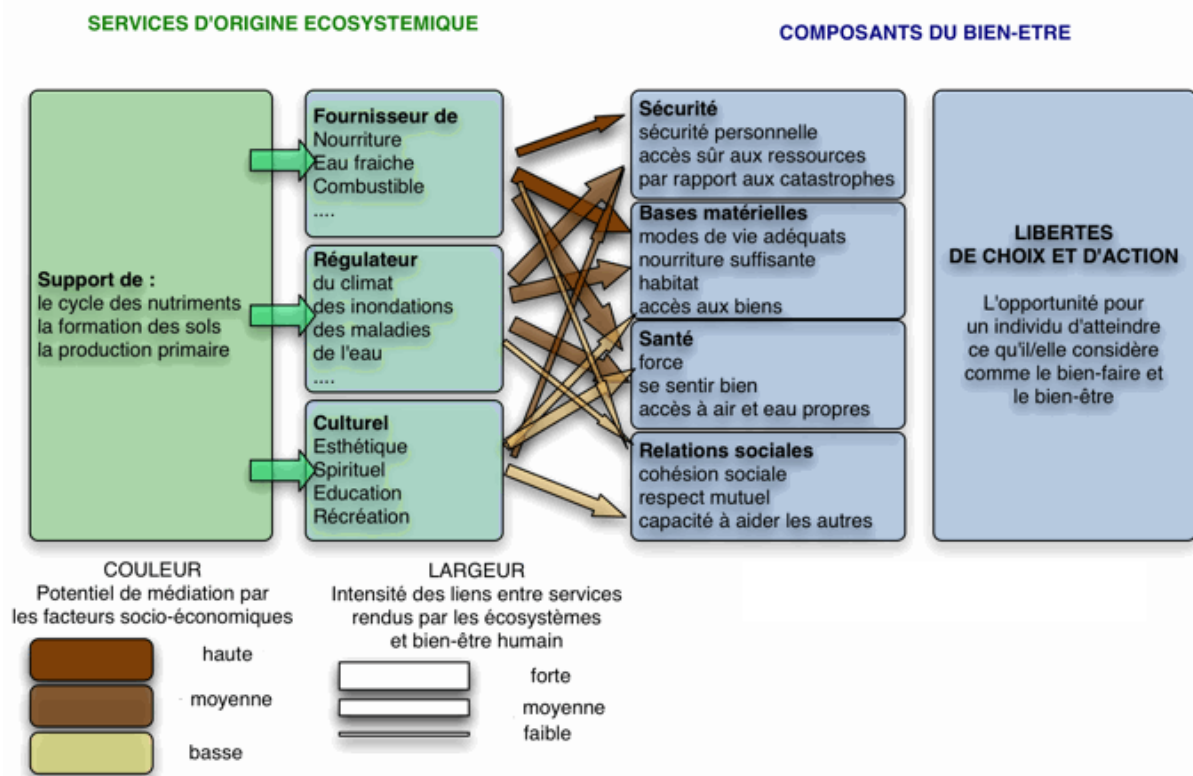 SERVICES D'ORIGINE ECOSYSTEMIQUE
COMPOSANTS DU BIEN-ETRE
Support de :
le cycle des nutriments
la formation des sols
la production primaire
Fournisseur de
Nourriture
Eau fraiche
Combustible
....
Régulateur
du climat
des inondations
des maladies
de l'eau
....
Culturel
Esthétique
Spirituel
Education
Récréation
Sécurité
sécurité personnelle
accès sûr aux ressources
par rapport aux catastrophes
Bases matérielles
modes de vie adéquats
nourriture suffisante
habitat
accès aux biens
Santé
force
se sentir bien
accès à air et eau propres
Relations sociales
cohésion sociale
respect mutuel
capacité à aider les autres
LIBERTES
DE CHOIX ET D'ACTION
L'opportunité pour
un individu d'atteindre
ce qu'il/elle considère
comme le bien-faire et
le bien-être
COULEUR
Potentiel de médiation par
les facteurs socio-économiques
haute
moyenne
basse
LARGEUR
Intensité des liens entre services
rendus par les écosystèmes
et bien-être humain
forte
moyenne
faible